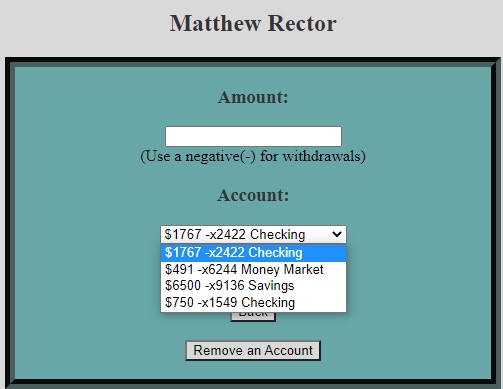 Matthew Rector
Amount:
(Use a negative(-) for withdrawals)
Account:
$1767 -x2422 Checking
$1767 -x2422 Checking
$491 -x6244 Money Market
$6500 -x9136 Savings
$750 -x1549 Checking
Back
Remove an Account